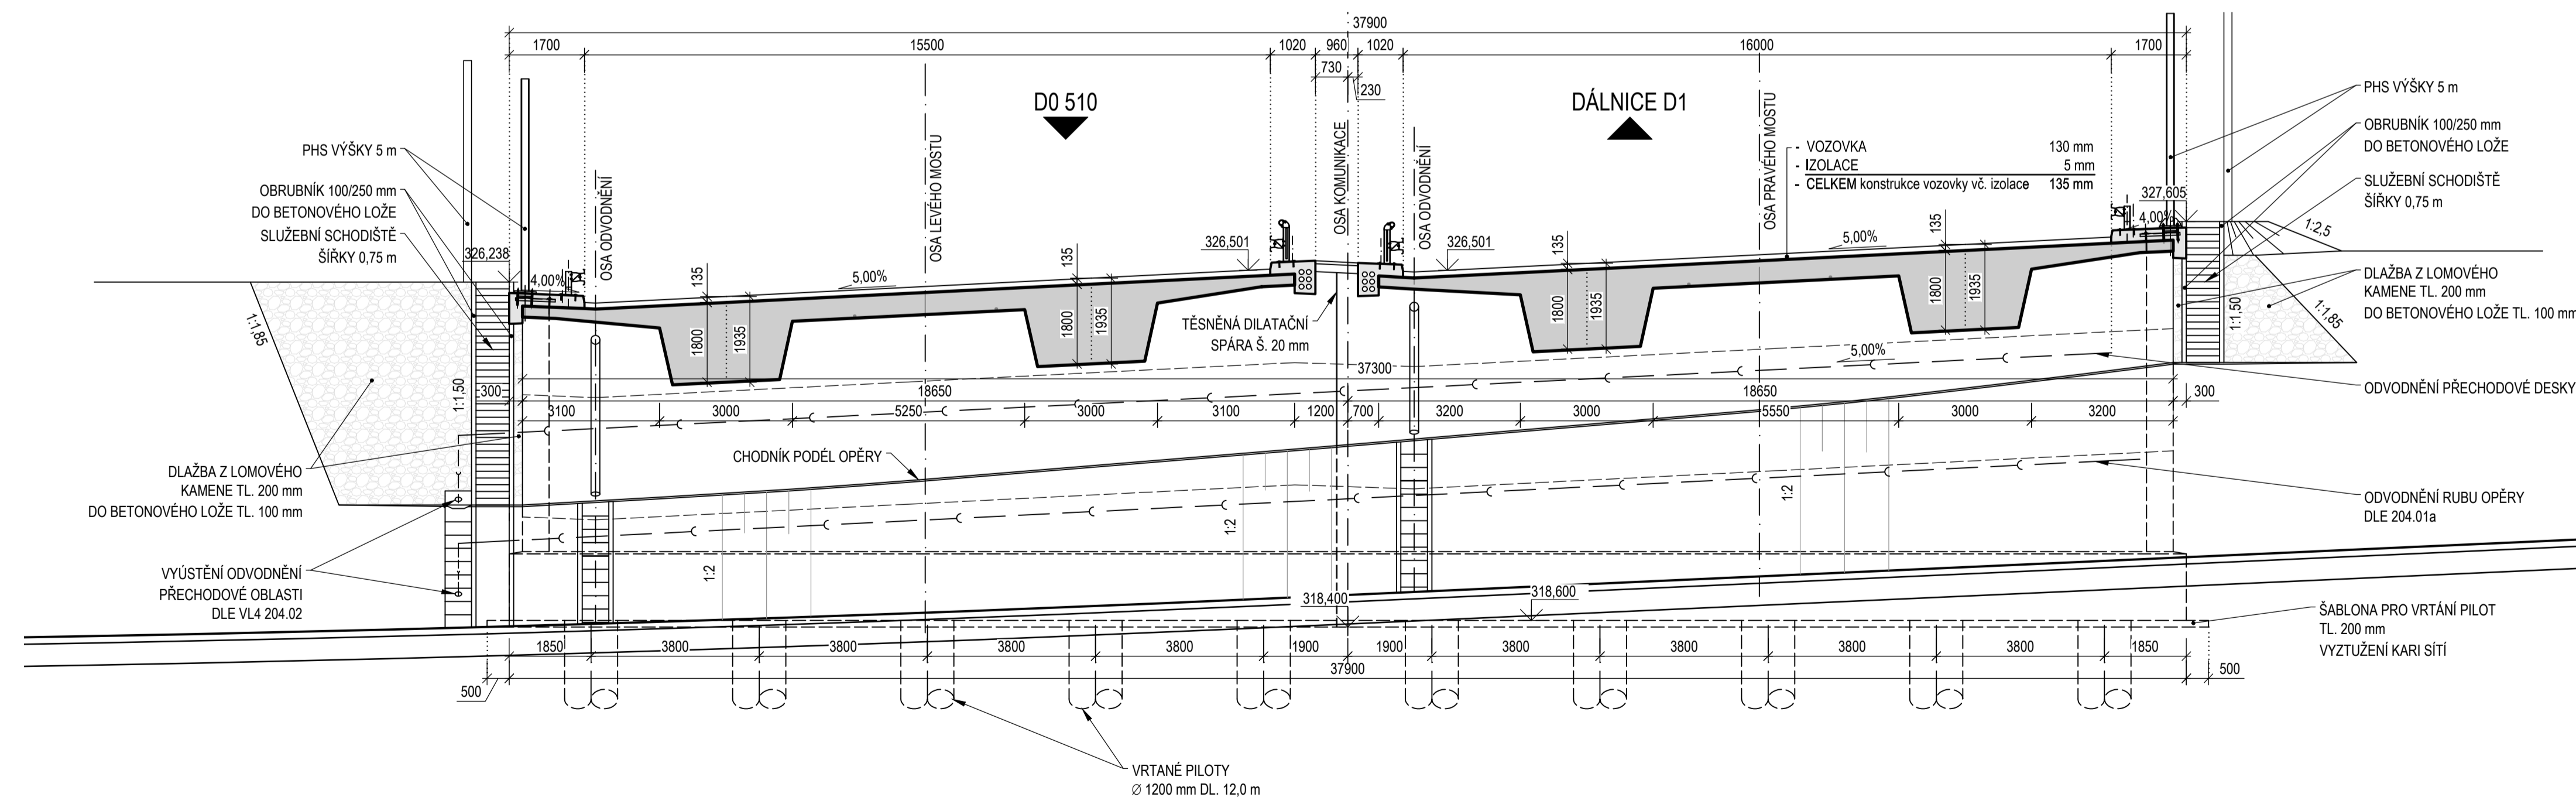 37900
1700 15500 1020 960 1020 16000 1700
730
230
D0 510
DÁLNICE D1
PHS VÝŠKY 5 m
OBRUBNÍK 100/250 mm
DO BETONOVÉHO LOŽE
SLUŽEBNÍ SCHODIŠTĚ
ŠÍŘKY 0,75 m
326,238
4,00%
OSA ODVODNĚNÍ
OSA LEVÉHO MOSTU
OSA KOMUNIKACE
OSA ODVODNĚNÍ
OSA PRAVÉHO MOSTU
- VOZOVKA 130 mm
- IZOLACE 5 mm
- CELKEM konstrukce vozovky vč. izolace 135 mm
PHS VÝŠKY 5 m
OBRUBNÍK 100/250 mm
DO BETONOVÉHO LOŽE
SLUŽEBNÍ SCHODIŠTĚ
ŠÍŘKY 0,75 m
327,605
4,00%
1:2,5
135
5,00%
135
326,501
326,501
135
5,00%
135
1800
1935
1800
1935
1800
1935
1800
1935
TĚSNĚNÁ DILATAČNÍ
SPÁRA Š. 20 mm
DLAŽBA Z LOMOVÉHO
KAMENE TL. 200 mm
DO BETONOVÉHO LOŽE TL. 100 mm
1:1,85
1:1,50
1:1,50
1:1,85
5,00%
37300
300 18650 18650 300
3100 3000 5250 3000 3100 1200 700 3200 3000 5550 3000 3200
ODVODNĚNÍ PŘECHODOVÉ DESKY
CHODNÍK PODÉL OPĚRY
DLAŽBA Z LOMOVÉHO
KAMENE TL. 200 mm
DO BETONOVÉHO LOŽE TL. 100 mm
1:2
1:2
1:2
ODVODNĚNÍ RUBU OPĚRY
DLE 204.01a
VYÚSTĚNÍ ODVODNĚNÍ
PŘECHODOVÉ OBLASTI
DLE VL4 204.02
318,400
318,600
ŠABLONA PRO VRTÁNÍ PILOT
TL. 200 mm
VYZTUŽENÍ KARI SÍTÍ
1850 3800 3800 3800 3800 1900 1900 3800 3800 3800 3800 1850
500 37900 500
VRTANÉ PILOTY
Ø 1200 mm DL. 12,0 m